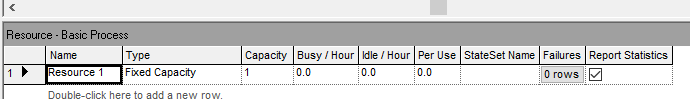 Resource - Basic Process
Name Type Capacity Busy / Hour Idle / Hour Per Use StateSet Name Failures Report Statistics
1 Resource 1 Fixed Capacity 1 0.0 0.0 0.0 0 rows
Double-click here to add a new row.